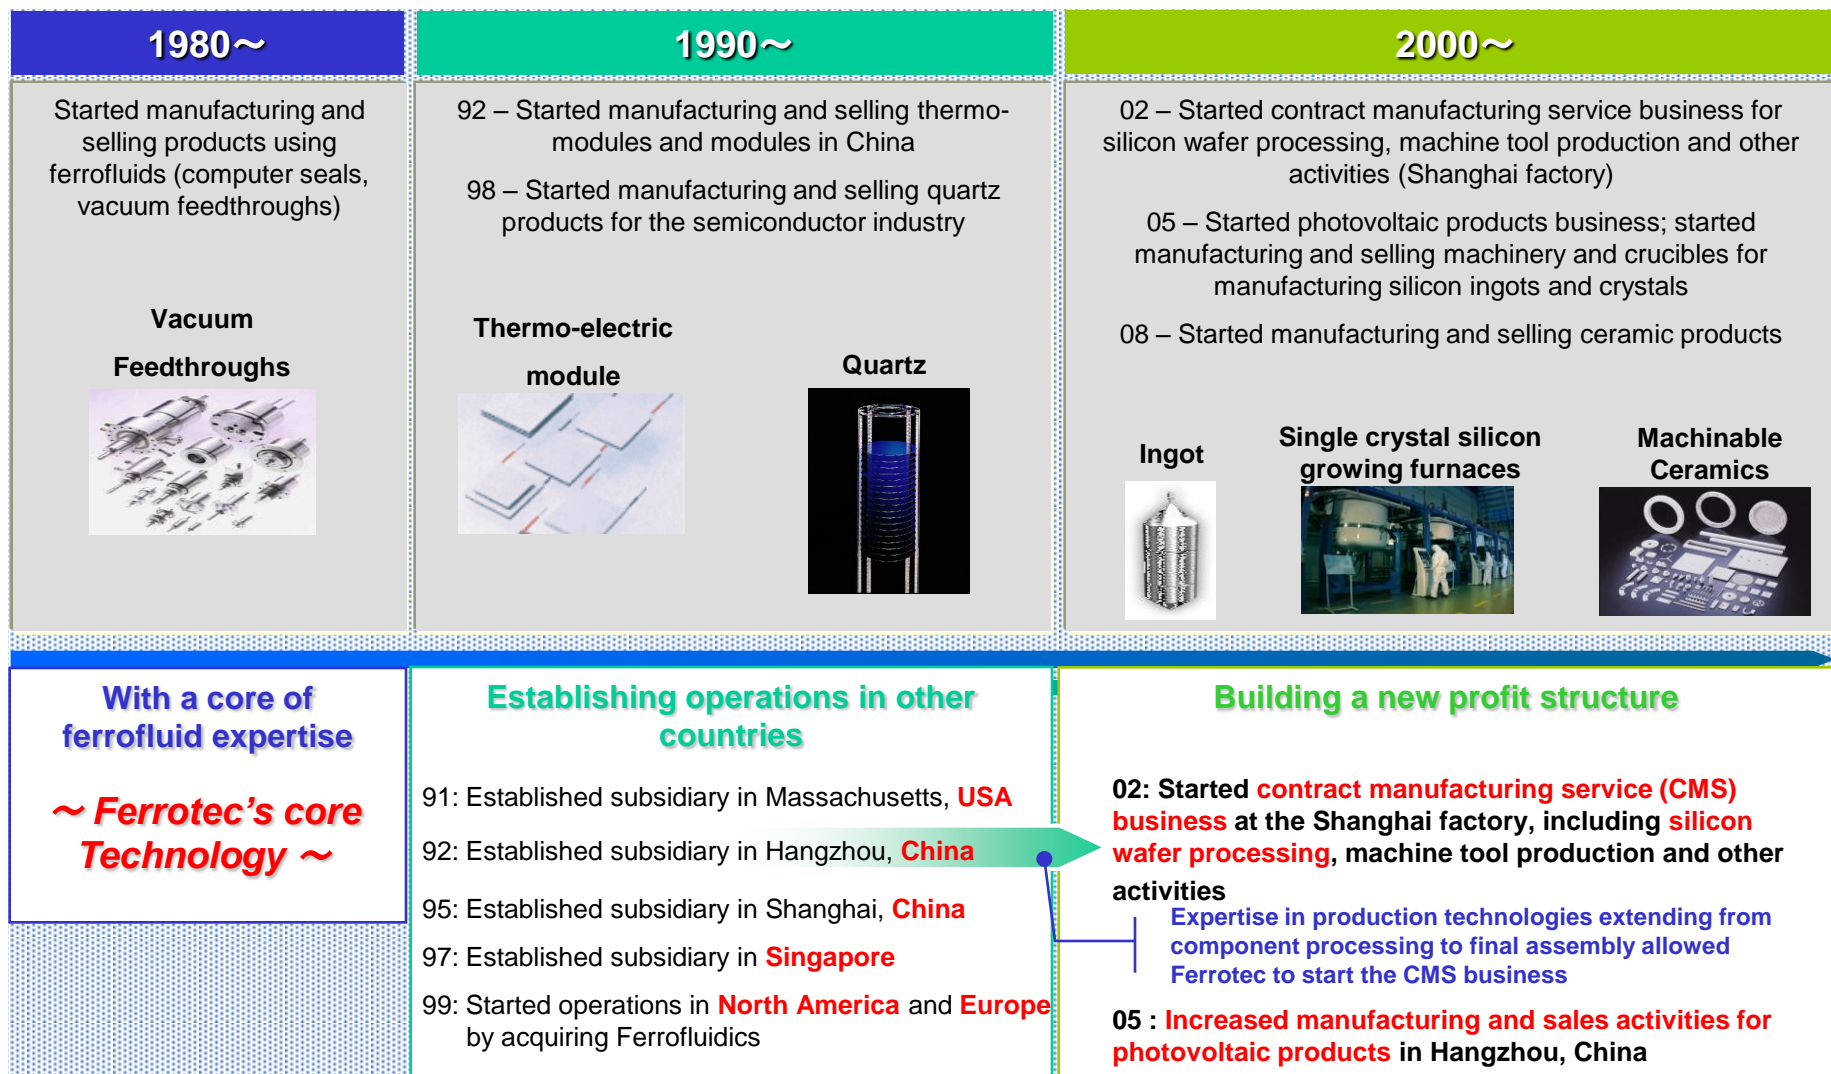 1980～
1990～
2000～
Started manufacturing and
selling products using
ferrofluids (computer seals,
vacuum feedthroughs)
Vacuum
Feedthroughs
92 – Started manufacturing and selling thermo-
modules and modules in China
98 – Started manufacturing and selling quartz
products for the semiconductor industry
Thermo-electric
module
Quartz
02 – Started contract manufacturing service business for
silicon wafer processing, machine tool production and other
activities (Shanghai factory)
05 – Started photovoltaic products business; started
manufacturing and selling machinery and crucibles for
manufacturing silicon ingots and crystals
08 – Started manufacturing and selling ceramic products
Ingot
Single crystal silicon
growing furnaces
Machinable
Ceramics
With a core of
ferrofluid expertise
～ Ferrotec's core
Technology ～
Establishing operations in other
countries
91: Established subsidiary in Massachusetts, USA
92: Established subsidiary in Hangzhou, China
95: Established subsidiary in Shanghai, China
97: Established subsidiary in Singapore
99: Started operations in North America and Europe
by acquiring Ferrofluidics
Building a new profit structure
02: Started contract manufacturing service (CMS)
business at the Shanghai factory, including silicon
wafer processing, machine tool production and other
activities
Expertise in production technologies extending from
component processing to final assembly allowed
Ferrotec to start the CMS business
05 : Increased manufacturing and sales activities for
photovoltaic products in Hangzhou, China